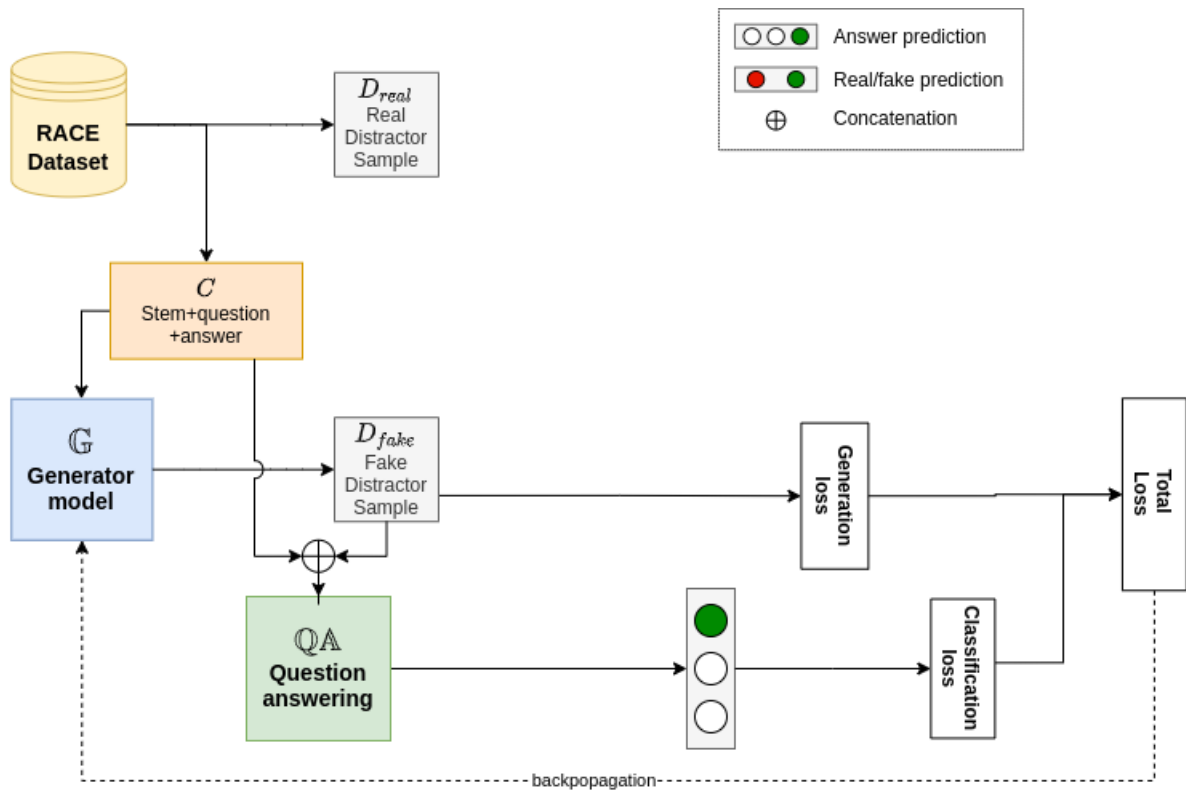 Answer prediction
Real/fake prediction
Concatenation
RACE
Dataset
D_real
Real
Distractor
Sample
C
Stem+question
+answer
𝔾
Generator
model
D_fake
Fake
Distractor
Sample
Generation
loss
Total
Loss
ℚ𝔸
Question
answering
Classification
loss
backpopagation